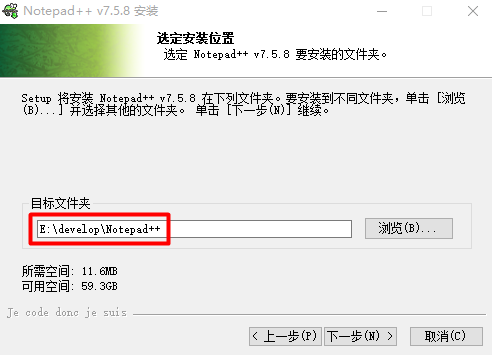 Notepad++ v7.5.8 安装
选定安装位置
选定 Notepad++ v7.5.8 要安装的文件夹。
Setup 将安装 Notepad++ v7.5.8 在下列文件夹。要安装到不同文件夹，单击 [浏览
(B)...] 并选择其他的文件夹。 单击 [下一步(N)] 继续。
目标文件夹
E:\develop\Notepad++
浏览(B)...
所需空间: 11.6MB
可用空间: 59.3GB
Je code donc je suis
< 上一步(P)
下一步(N) >
取消(C)